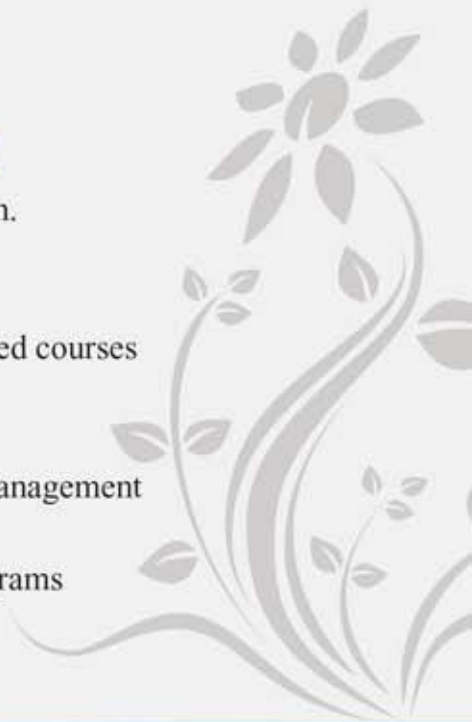 n.
ed courses
anagement
rams